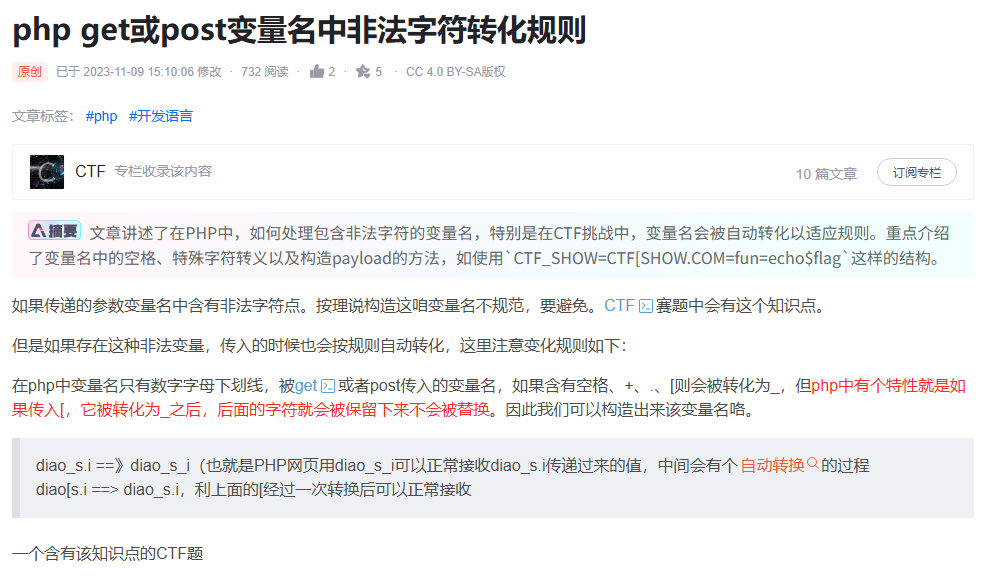 php get或post变量名中非法字符转化规则
原创 已于 2023-11-09 15:10:06 修改 · 732 阅读 · 2 · 5 · CC 4.0 BY-SA版权
文章标签： #php #开发语言
CTF 专栏收录该内容 10 篇文章 订阅专栏
摘要 文章讲述了在PHP中，如何处理包含非法字符的变量名，特别是在CTF挑战中，变量名会被自动转化以适应规则。重点介绍
了变量名中的空格、特殊字符转义以及构造payload的方法，如使用`CTF_SHOW=CTF[SHOW.COM=fun=echo$flag`这样的结构。
如果传递的参数变量名中含有非法字符点。按理说构造这咱变量名不规范，要避免。CTF 赛题中会有这个知识点。
但是如果存在这种非法变量，传入的时候也会按规则自动转化，这里注意变化规则如下：
在php中变量名只有数字字母下划线，被get 或者post传入的变量名，如果含有空格、+、.、[则会被转化为_，但php中有个特性就是如
果传入[，它被转化为_之后，后面的字符就会被保留下来不会被替换。因此我们可以构造出来该变量名咯。
diao_s.i ==》diao_s_i（也就是PHP网页用diao_s_i可以正常接收diao_s.i传递过来的值，中间会有个 自动转换 的过程
diao[s.i ==> diao_s.i，利上面的[经过一次转换后可以正常接收
一个含有该知识点的CTF题